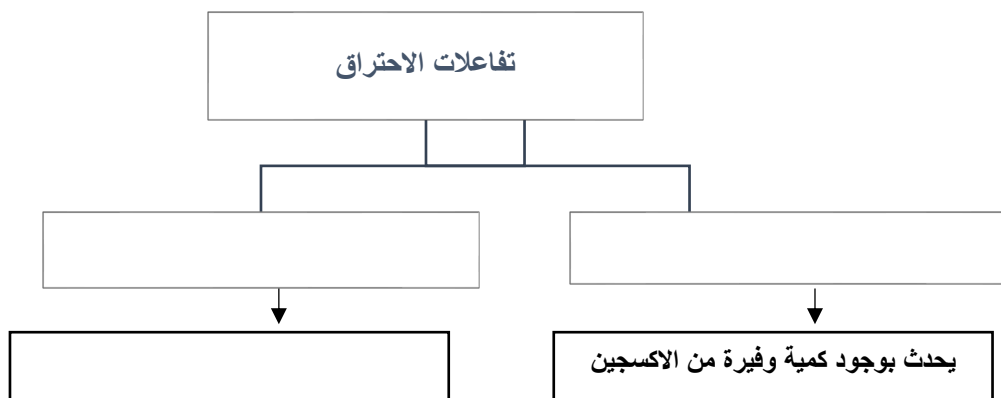 تفاعلات الاحتراق
يحدث بوجود كمية وفيرة من الاكسجين